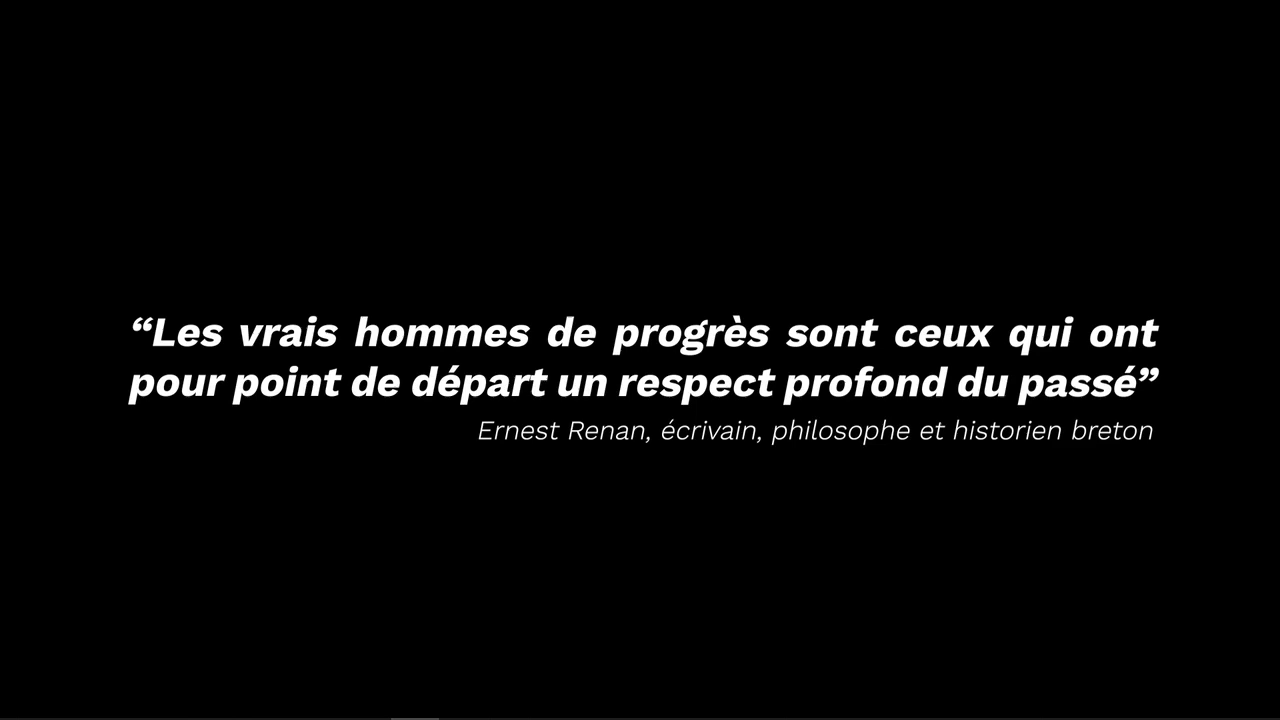 “Les vrais hommes de progrès sont ceux qui ont
pour point de départ un respect profond du passé”
Ernest Renan, écrivain, philosophe et historien breton